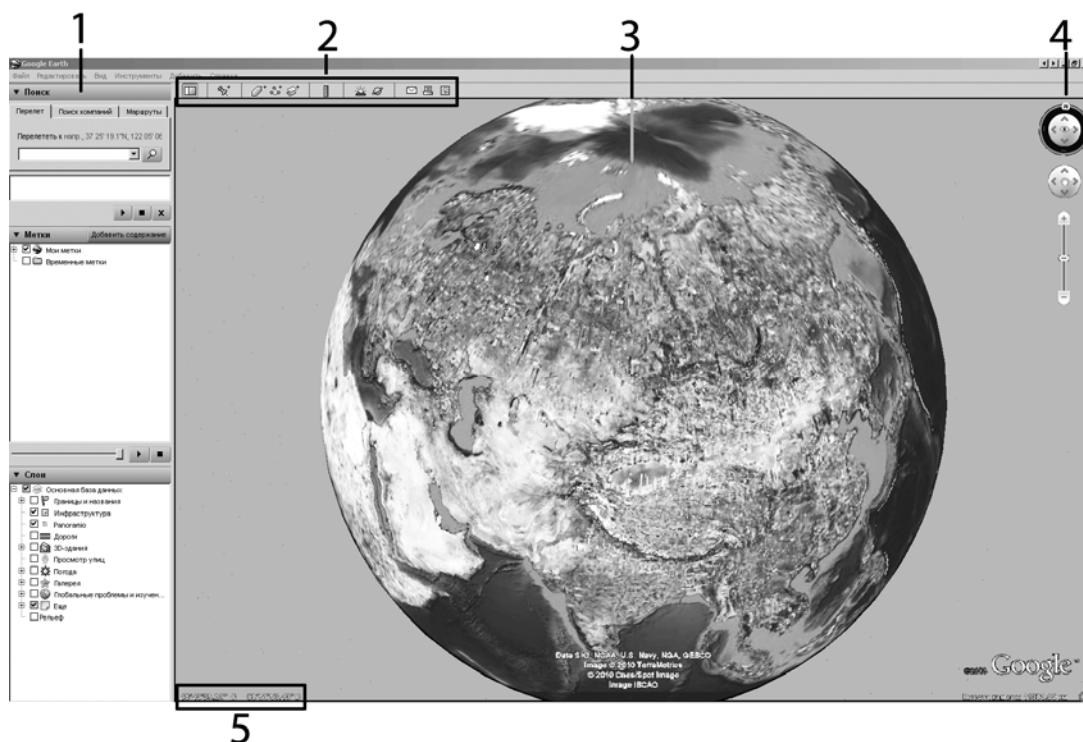 1
2
3
4
Google Earth
Файл Редактировать Вид Инструменты Добавить Справка
Поиск
Перелет Поиск компаний Маршруты
Перелететь к напр., 37 25' 19.1"N, 122 05' 06
Метки Добавить содержание
Мои метки
Временные метки
Слои
Основная база данных
Границы и названия
Инфраструктура
Panoramio
Дороги
3D-здания
Просмотр улиц
Погода
Галерея
Глобальные проблемы и изучен...
Еще
Рельеф
Data SIO, NOAA, U.S. Navy, NGA, GEBCO
Image © 2010 TerraMetrics
© 2010 Cnes/Spot Image
Image IBCAO
©2010 Google
5